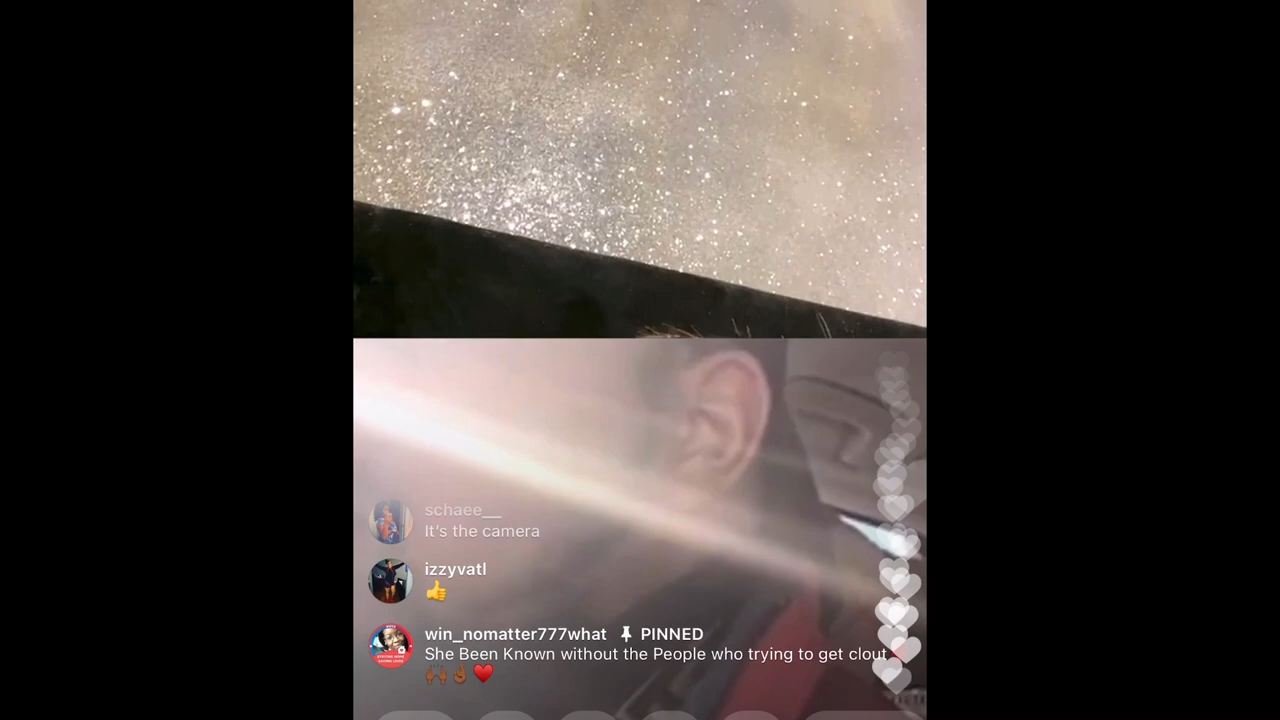 schaee__
It's the camera
izzyvatl
👍
win_nomatter777what PINNED
She Been Known without the People who trying to get clout
🙌🏾🤞🏾❤️